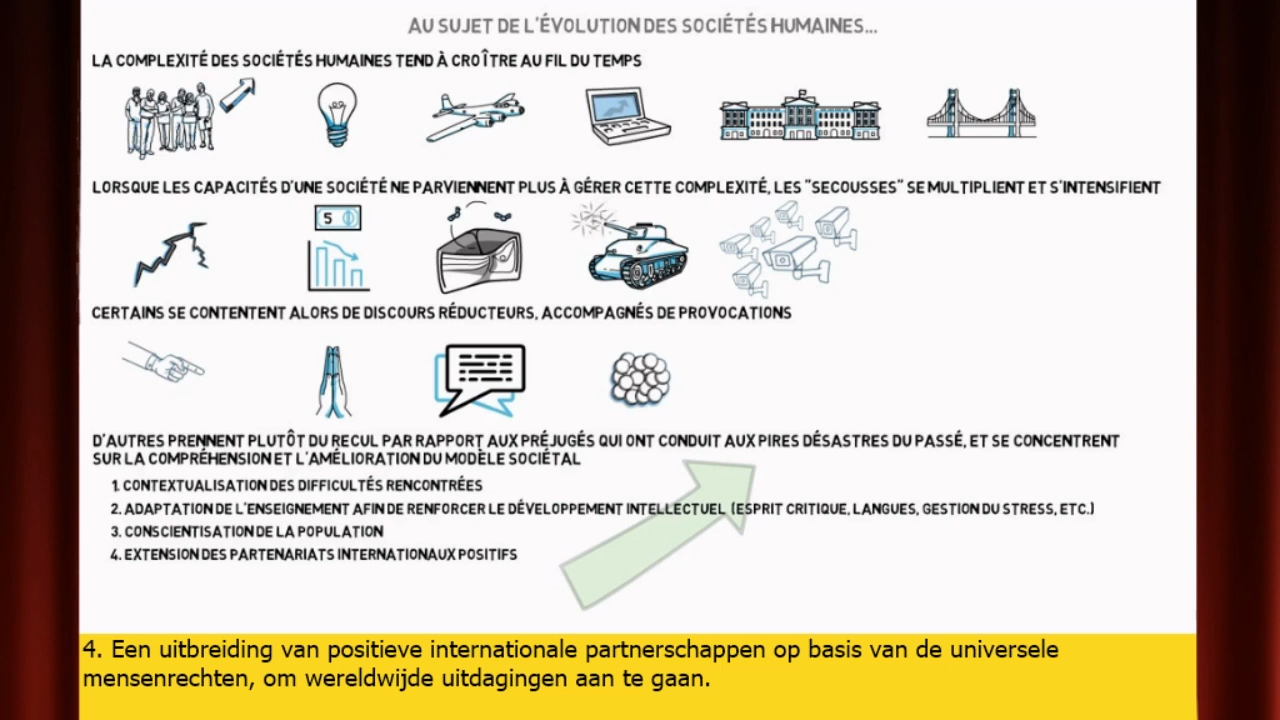 AU SUJET DE L'ÉVOLUTION DES SOCIÉTÉS HUMAINES...
LA COMPLEXITÉ DES SOCIÉTÉS HUMAINES TEND À CROÎTRE AU FIL DU TEMPS
LORSQUE LES CAPACITÉS D'UNE SOCIÉTÉ NE PARVIENNENT PLUS À GÉRER CETTE COMPLEXITÉ, LES "SECOUSSES" SE MULTIPLIENT ET S'INTENSIFIENT
5
CERTAINS SE CONTENTENT ALORS DE DISCOURS RÉDUCTEURS, ACCOMPAGNÉS DE PROVOCATIONS
D'AUTRES PRENNENT PLUTÔT DU RECUL PAR RAPPORT AUX PRÉJUGÉS QUI ONT CONDUIT AUX PIRES DÉSASTRES DU PASSÉ, ET SE CONCENTRENT
SUR LA COMPRÉHENSION ET L'AMÉLIORATION DU MODÈLE SOCIÉTAL
1. CONTEXTUALISATION DES DIFFICULTÉS RENCONTRÉES
2. ADAPTATION DE L'ENSEIGNEMENT AFIN DE RENFORCER LE DÉVELOPPEMENT INTELLECTUEL (ESPRIT CRITIQUE, LANGUES, GESTION DU STRESS, ETC.)
3. CONSCIENTISATION DE LA POPULATION
4. EXTENSION DES PARTENARIATS INTERNATIONAUX POSITIFS
4. Een uitbreiding van positieve internationale partnerschappen op basis van de universele
mensenrechten, om wereldwijde uitdagingen aan te gaan.